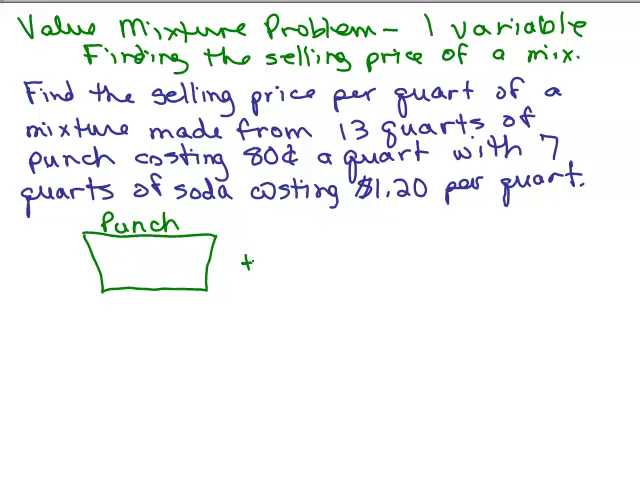 Value Mixture Problem - 1 variable
Finding the selling price of a mix.
Find the selling price per quart of a
mixture made from 13 quarts of
punch costing 80¢ a quart with 7
quarts of soda costing $1.20 per quart.
Punch
+